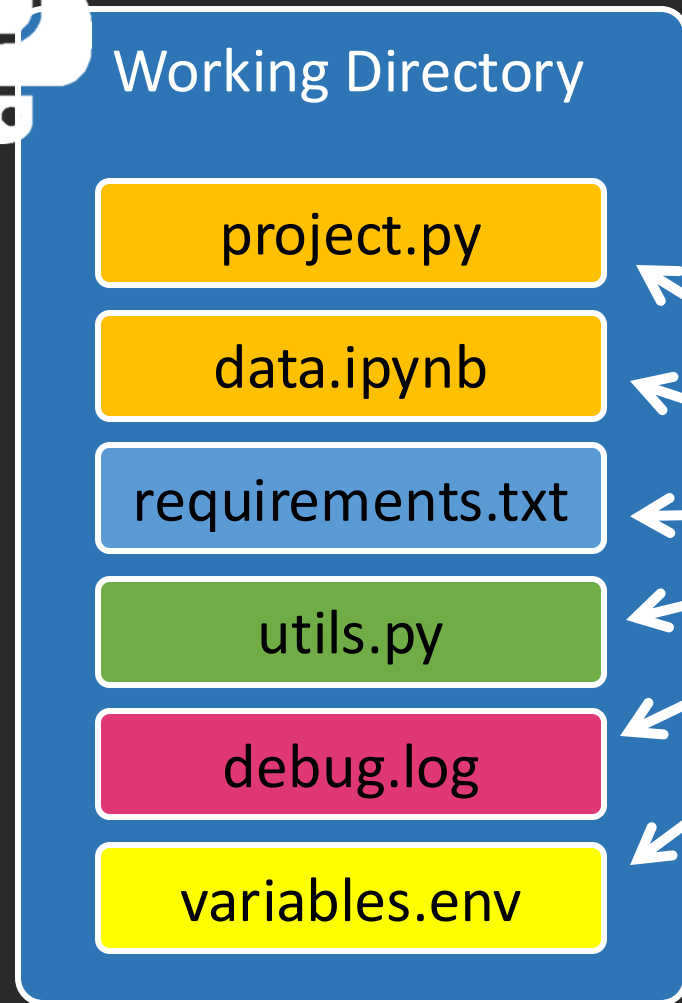 Working Directory
project.py
data.ipynb
requirements.txt
utils.py
debug.log
variables.env